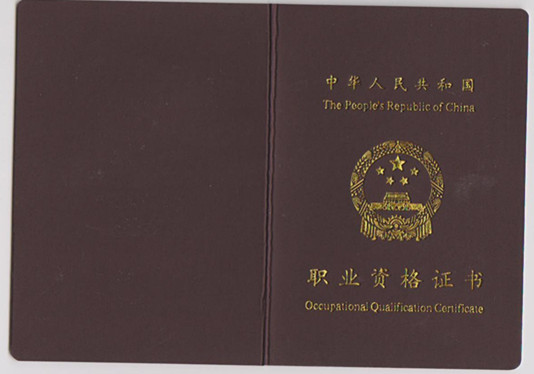 中华人民共和国
The People's Republic of China
职业资格证书
Occupational Qualification Certificate